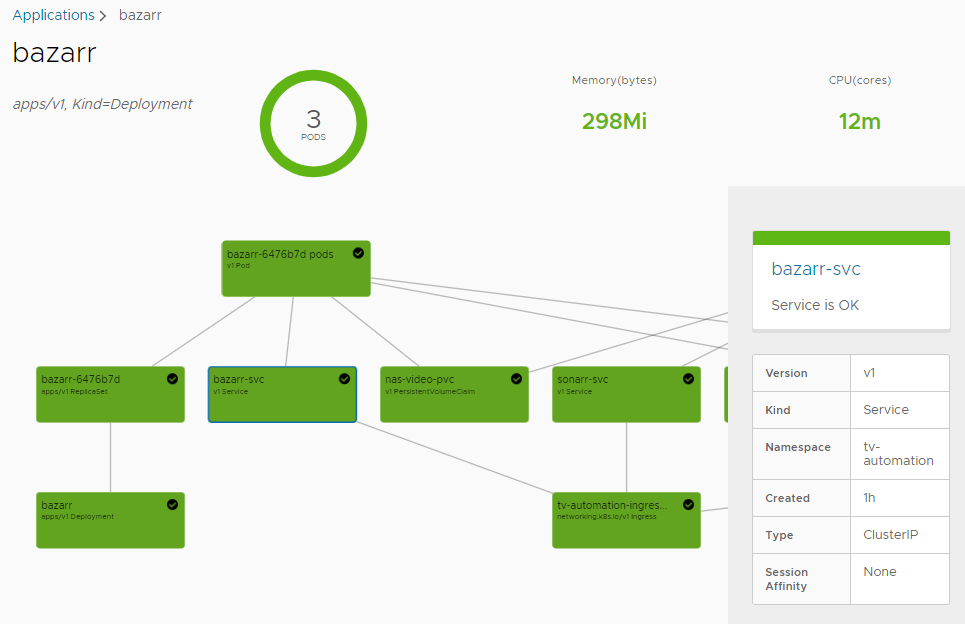 Applications > bazarr
bazarr
apps/v1, Kind=Deployment
3
PODS
Memory(bytes)
298Mi
CPU(cores)
12m
bazarr-6476b7d pods
v1 Pod
bazarr-6476b7d
apps/v1 ReplicaSet
bazarr-svc
v1 Service
nas-video-pvc
v1 PersistentVolumeClaim
sonarr-svc
v1 Service
bazarr
apps/v1 Deployment
tv-automation-ingres...
networking.k8s.io/v1 Ingress
bazarr-svc
Service is OK
Version v1
Kind Service
Namespace tv-
automation
Created 1h
Type ClusterIP
Session None
Affinity